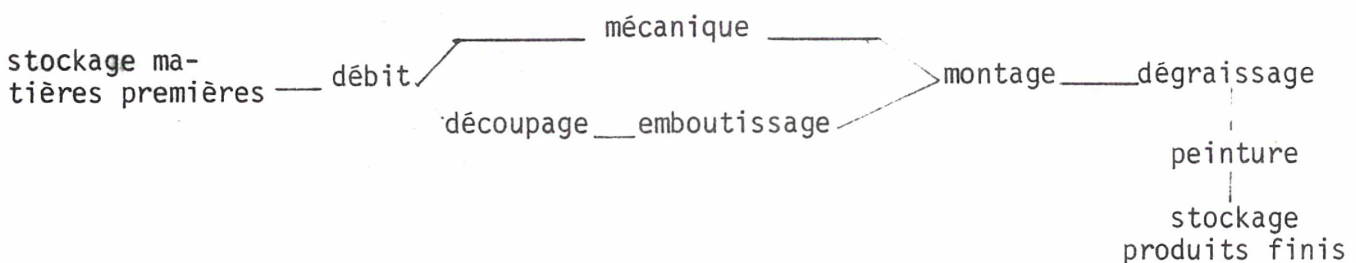 mécanique
stockage ma-
tières premières
débit
montage
dégraissage
découpage
emboutissage
peinture
stockage
produits finis